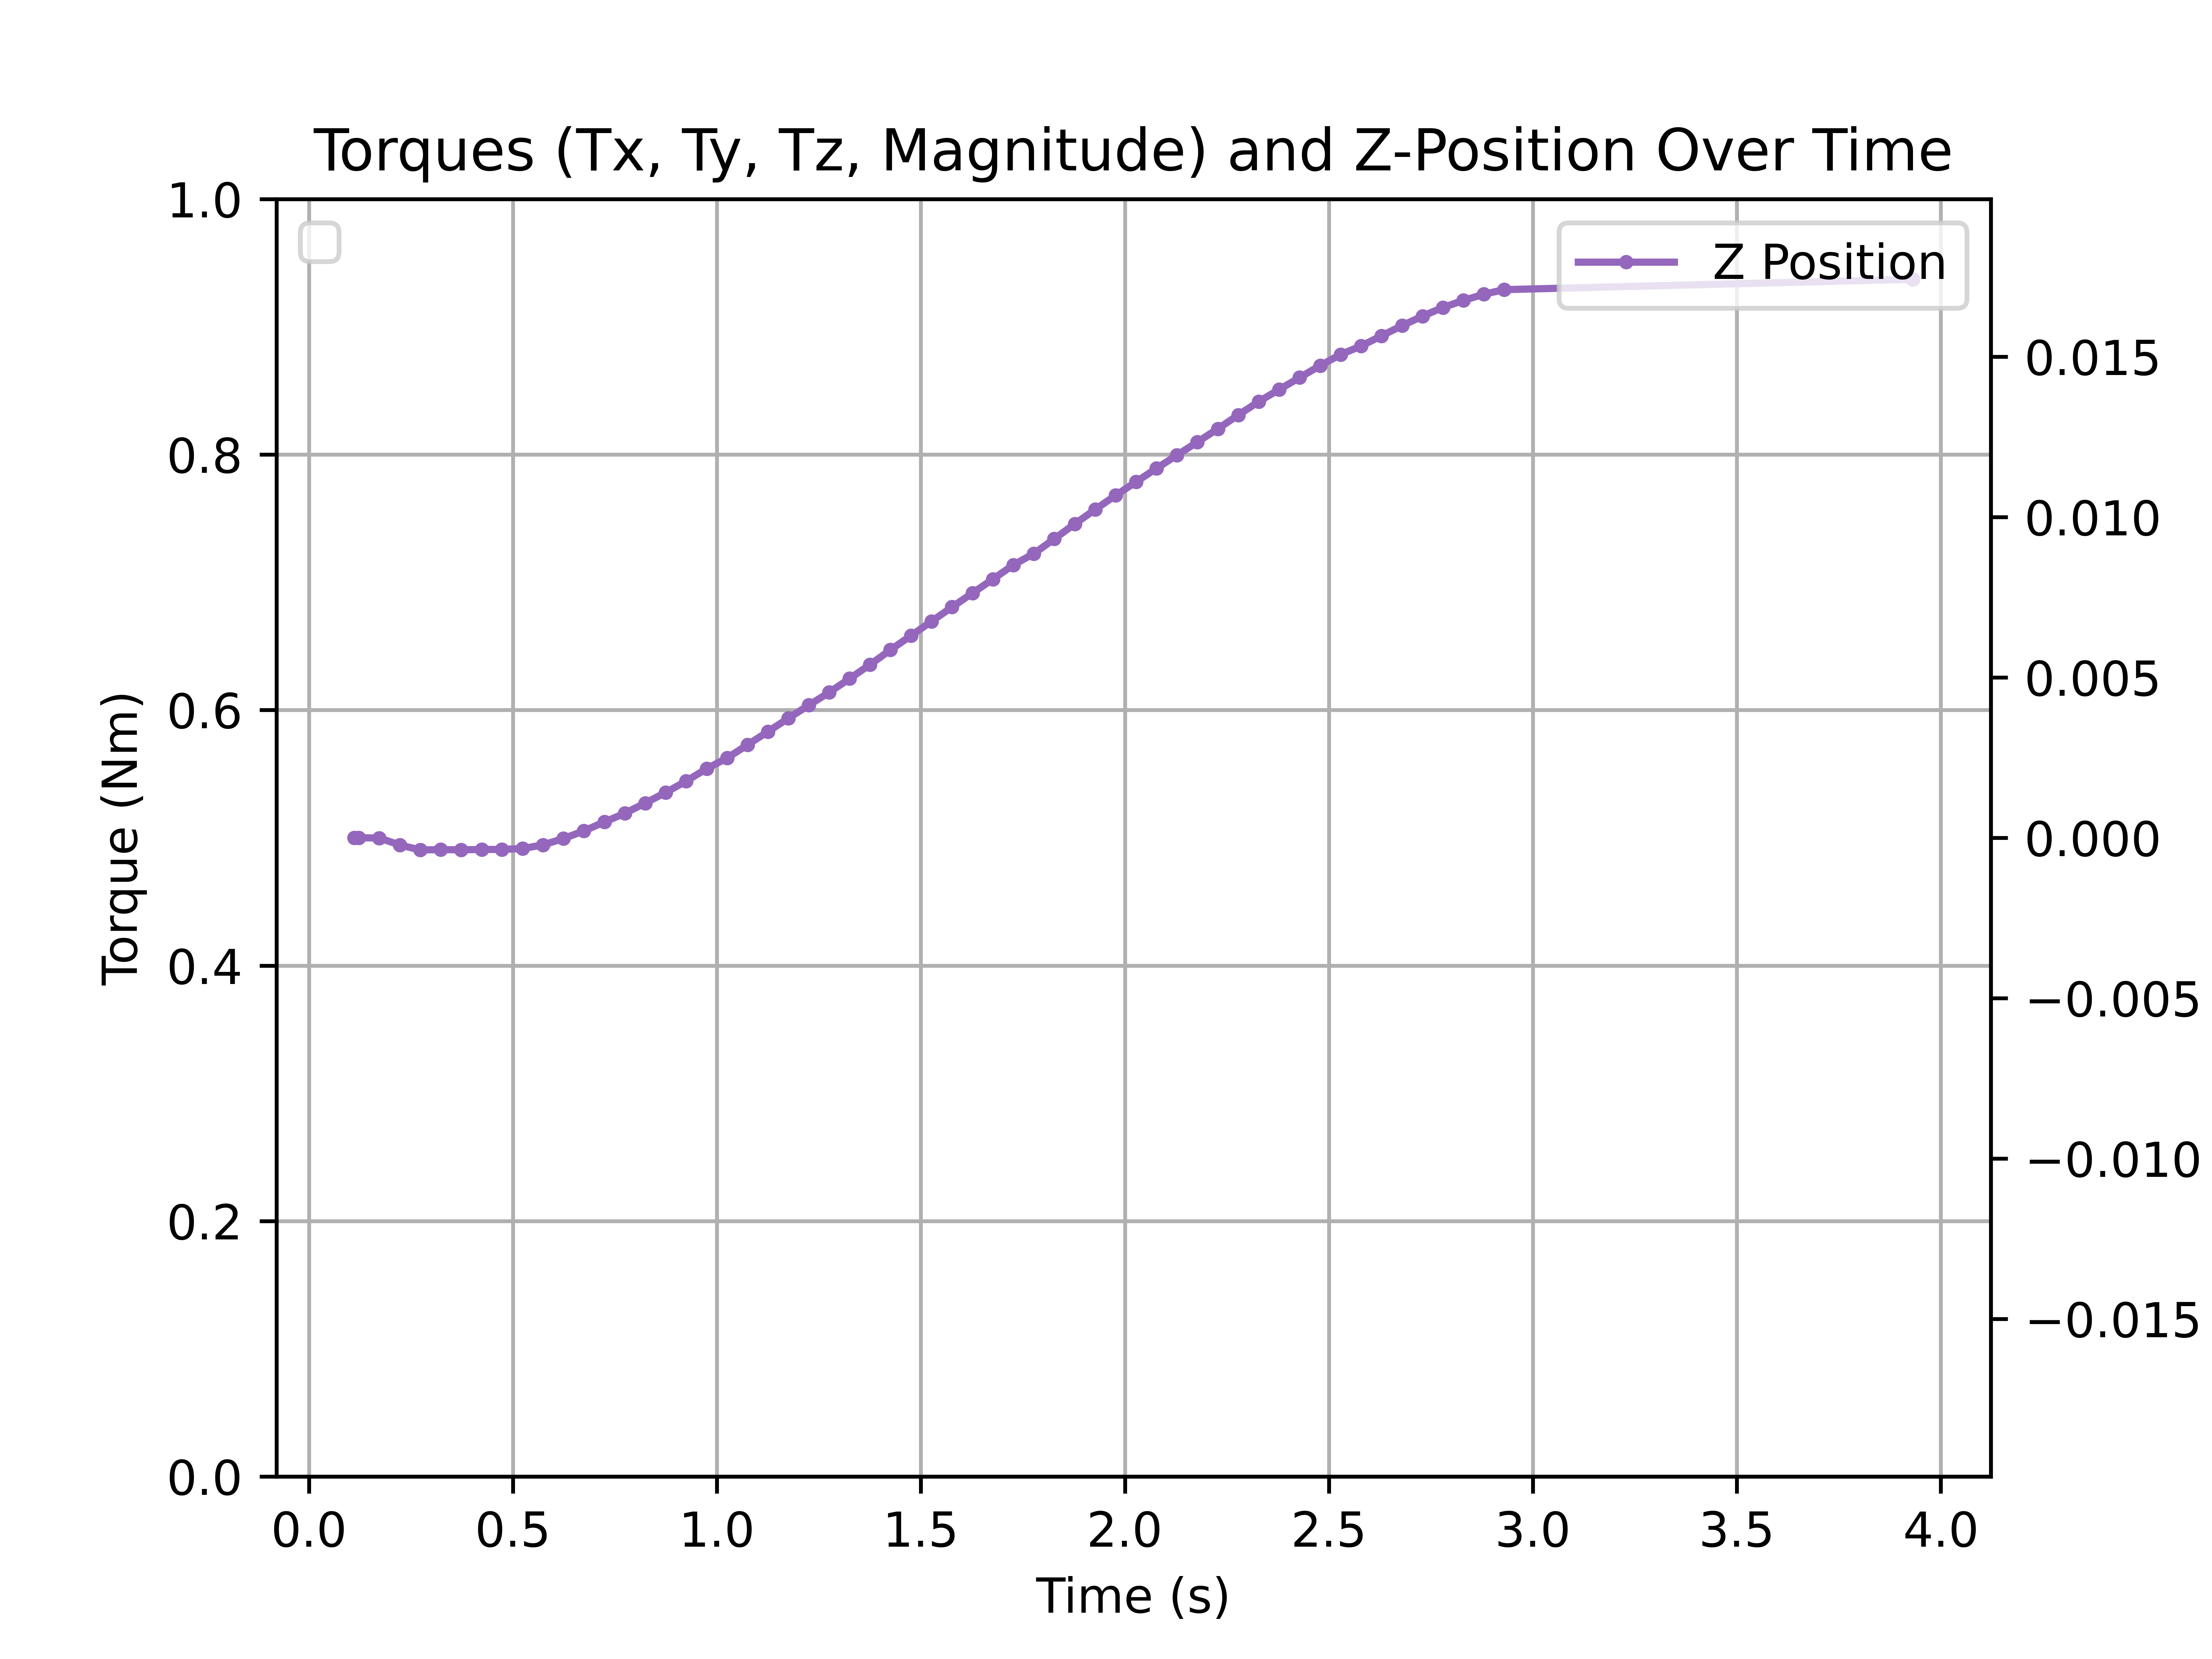 Torques (Tx, Ty, Tz, Magnitude) and Z-Position Over Time
Z Position
1.0
0.8
0.6
0.4
0.2
0.0
Torque (Nm)
0.015
0.010
0.005
0.000
−0.005
−0.010
−0.015
0.0 0.5 1.0 1.5 2.0 2.5 3.0 3.5 4.0
Time (s)